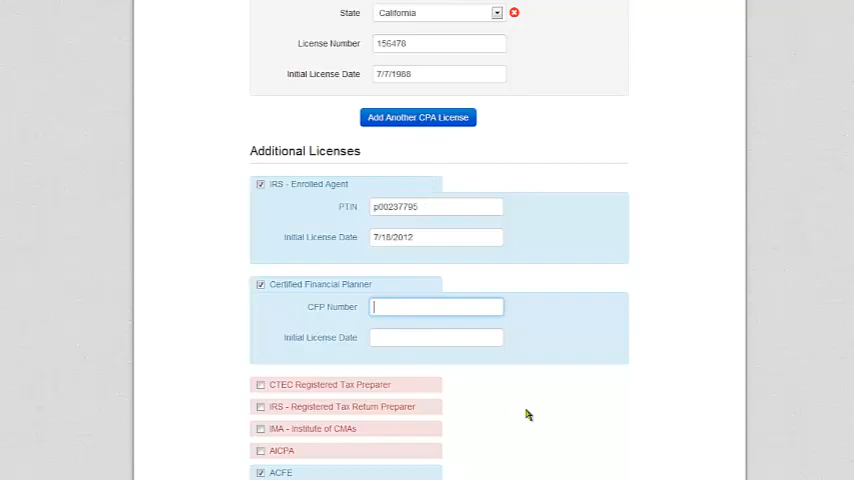 State California
License Number 156478
Initial License Date 7/7/1988
Add Another CPA License
Additional Licenses
IRS - Enrolled Agent
PTIN p00237795
Initial License Date 7/18/2012
Certified Financial Planner
CFP Number
Initial License Date
CTEC Registered Tax Preparer
IRS - Registered Tax Return Preparer
IMA - Institute of CMAs
AICPA
ACFE